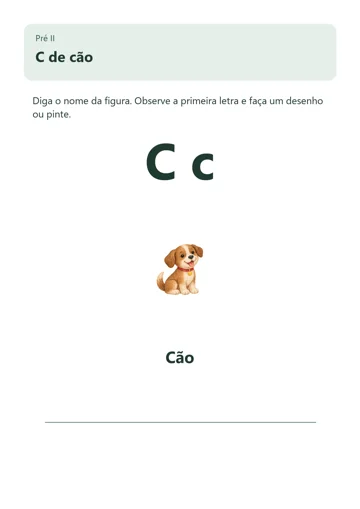 Pré II
C de cão
Diga o nome da figura. Observe a primeira letra e faça um desenho
ou pinte.
C c
Cão